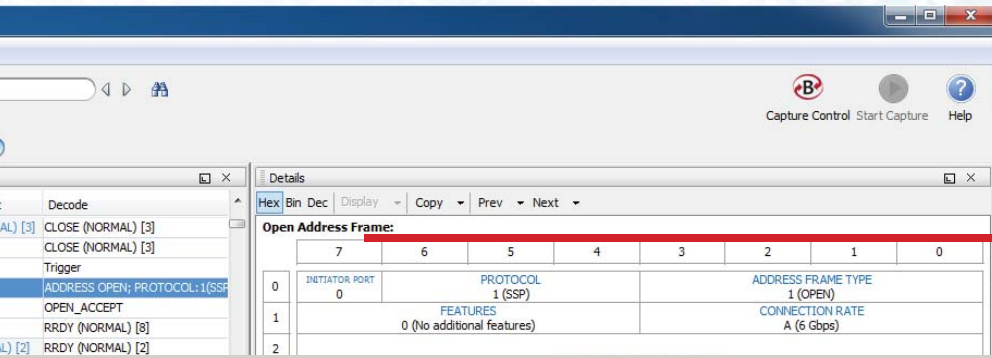 Capture Control Start Capture Help
Details
Hex Bin Dec Display Copy Prev Next
Decode
Open Address Frame:
AL) [3] CLOSE (NORMAL) [3]
CLOSE (NORMAL) [3]
Trigger
ADDRESS OPEN; PROTOCOL:1(SSP
OPEN_ACCEPT
RRDY (NORMAL) [8]
L) [2] RRDY (NORMAL) [2]
7 6 5 4 3 2 1 0
0 INITIATOR PORT PROTOCOL ADDRESS FRAME TYPE
0 1 (SSP) 1 (OPEN)
1 FEATURES CONNECTION RATE
0 (No additional features) A (6 Gbps)
2